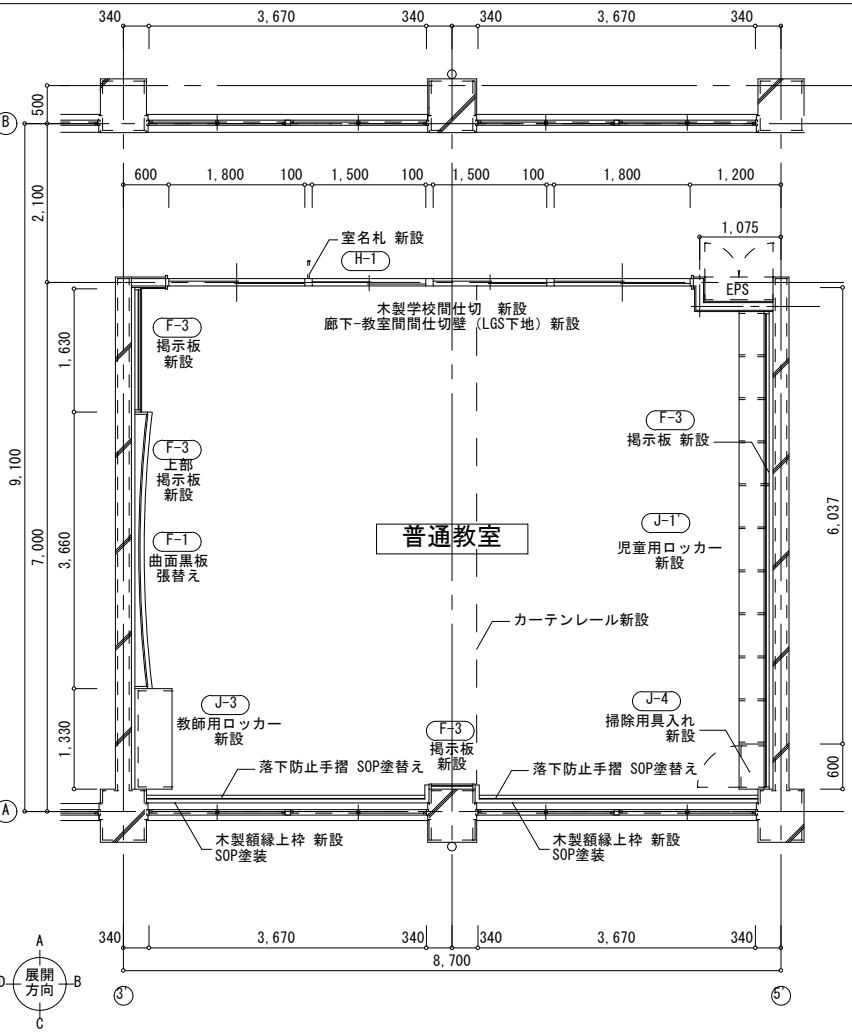 340 3,670 340 340 3,670 340
500
B
2,100
600 1,800 100 1,500 100 1,500 100 1,800 1,200
1,075
室名札 新設
H-1
EPS
木製学校間仕切 新設
廊下-教室間間仕切壁 (LGS下地) 新設
F-3
掲示板
新設
1,630
F-3
掲示板 新設
F-3
上部
掲示板
新設
9,100
7,000
3,660
6,037
F-1
曲面黒板
張替え
普通教室
J-1'
児童用ロッカー
新設
カーテンレール新設
J-3
教師用ロッカー
新設
J-4
掃除用具入れ
新設
F-3
掲示板
新設
1,330
600
落下防止手摺 SOP塗替え
落下防止手摺 SOP塗替え
A
木製額縁上枠 新設
SOP塗装
木製額縁上枠 新設
SOP塗装
340 3,670 340 340 3,670 340
8,700
A
D 展開 B
方向
C
3'
5'